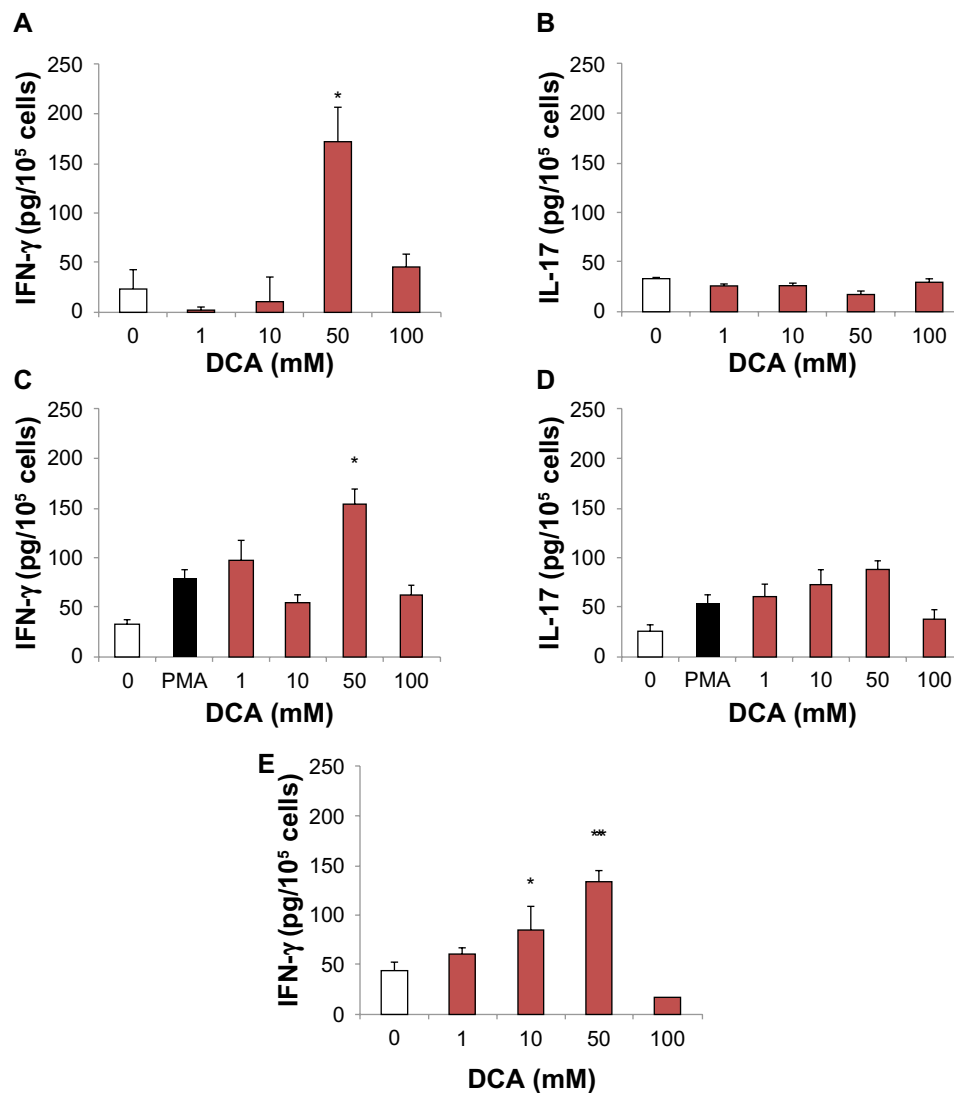 A
IFN-γ (pg/10⁵ cells)
250
200
150
100
50
0
*
0 1 10 50 100
DCA (mM)
B
IL-17 (pg/10⁵ cells)
250
200
150
100
50
0
0 1 10 50 100
DCA (mM)
C
IFN-γ (pg/10⁵ cells)
250
200
150
100
50
0
*
0 PMA 1 10 50 100
DCA (mM)
D
IL-17 (pg/10⁵ cells)
250
200
150
100
50
0
0 PMA 1 10 50 100
DCA (mM)
E
IFN-γ (pg/10⁵ cells)
250
200
150
100
50
0
* **
0 1 10 50 100
DCA (mM)